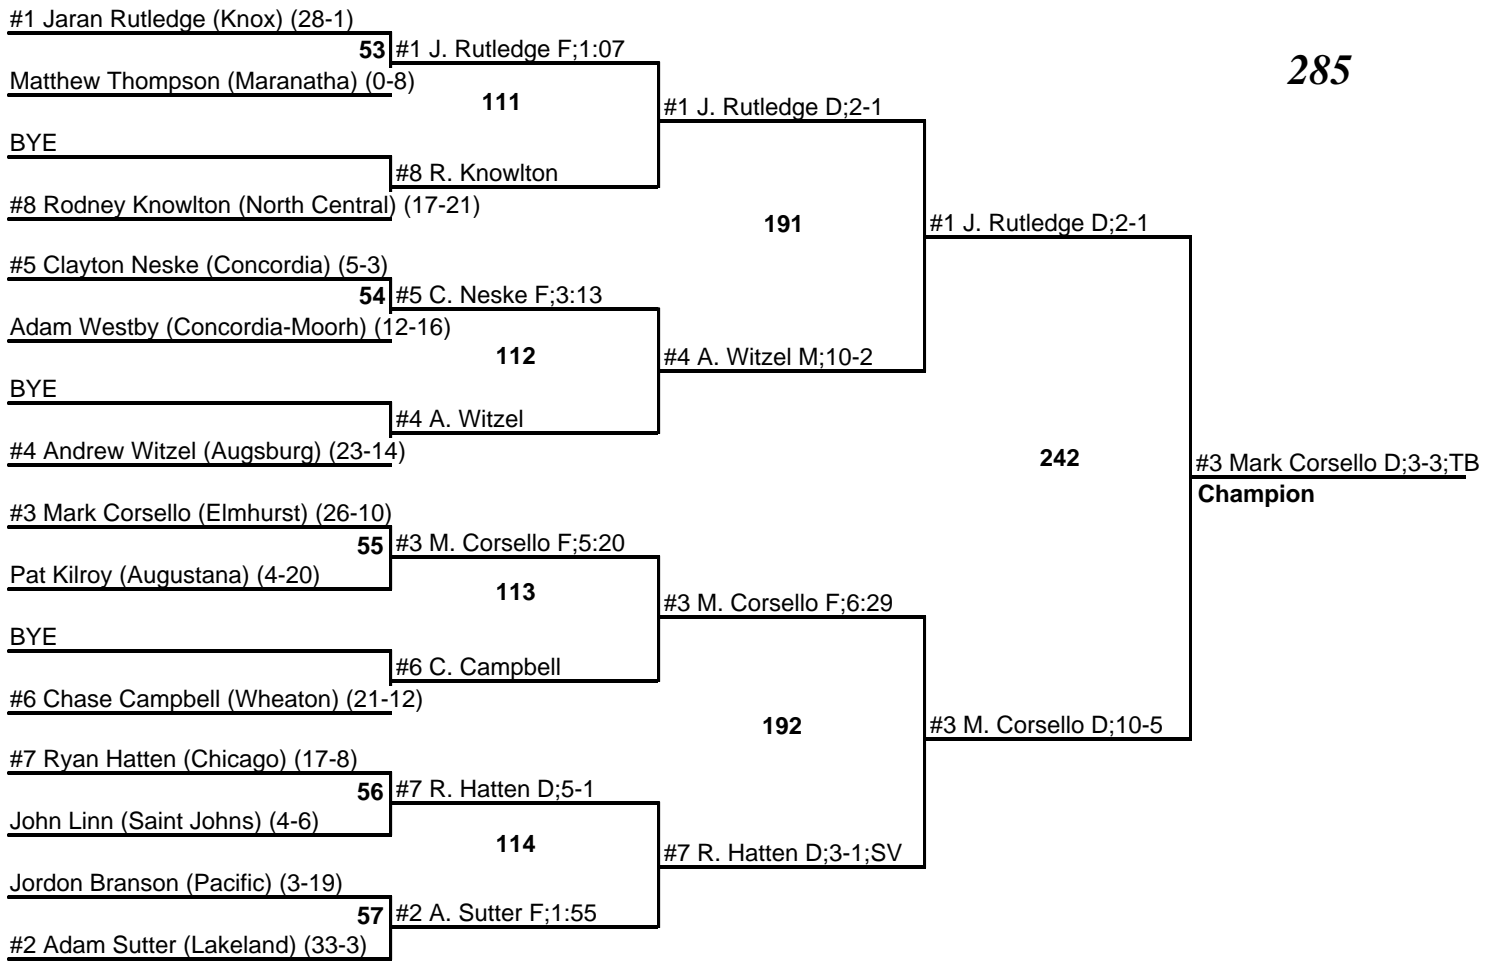 #1 Jaran Rutledge (Knox) (28-1)
53 #1 J. Rutledge F;1:07
285
Matthew Thompson (Maranatha) (0-8)
111
#1 J. Rutledge D;2-1
BYE
#8 R. Knowlton
#8 Rodney Knowlton (North Central) (17-21)
191
#1 J. Rutledge D;2-1
#5 Clayton Neske (Concordia) (5-3)
54 #5 C. Neske F;3:13
Adam Westby (Concordia-Moorh) (12-16)
112
#4 A. Witzel M;10-2
BYE
#4 A. Witzel
#4 Andrew Witzel (Augsburg) (23-14)
242
#3 Mark Corsello D;3-3;TB
Champion
#3 Mark Corsello (Elmhurst) (26-10)
55 #3 M. Corsello F;5:20
Pat Kilroy (Augustana) (4-20)
113
#3 M. Corsello F;6:29
BYE
#6 C. Campbell
#6 Chase Campbell (Wheaton) (21-12)
192
#3 M. Corsello D;10-5
#7 Ryan Hatten (Chicago) (17-8)
56 #7 R. Hatten D;5-1
John Linn (Saint Johns) (4-6)
114
#7 R. Hatten D;3-1;SV
Jordon Branson (Pacific) (3-19)
57 #2 A. Sutter F;1:55
#2 Adam Sutter (Lakeland) (33-3)